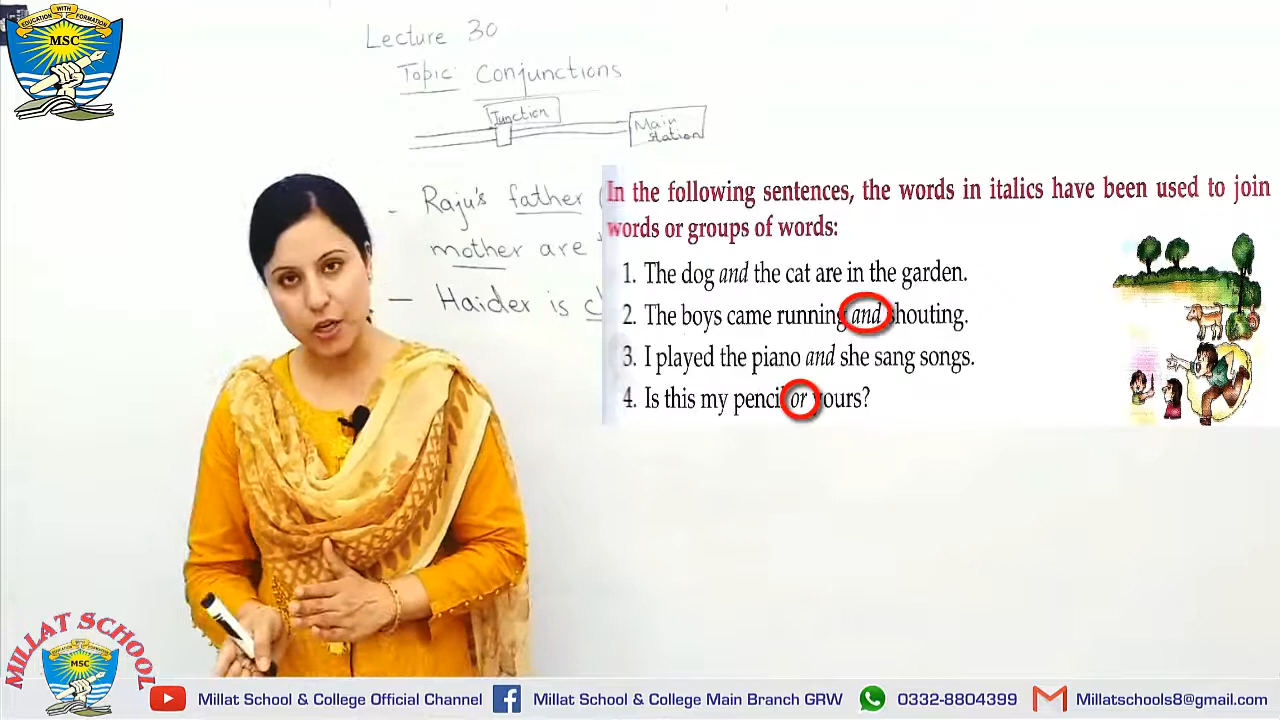 EDUCATION WITH FORMATION
MSC
Lecture 30
Topic: Conjunctions
Junction
Main
Station
- Raju's father
mother are
- Haider is
In the following sentences, the words in italics have been used to join
words or groups of words:
1. The dog and the cat are in the garden.
2. The boys came running and shouting.
3. I played the piano and she sang songs.
4. Is this my pencil or yours?
MILLAT SCHOOL
MSC
Millat School & College Official Channel
Millat School & College Main Branch GRW
0332-8804399
Millatschools8@gmail.com